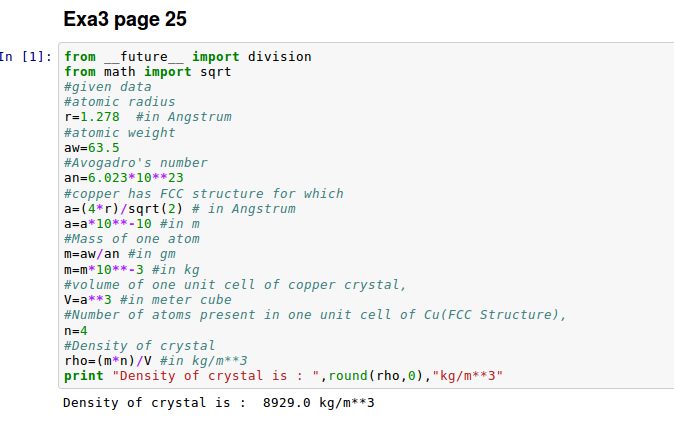 Exa3 page 25
In [1]: from __future__ import division
from math import sqrt
#given data
#atomic radius
r=1.278  #in Angstrum
#atomic weight
aw=63.5
#Avogadro's number
an=6.023*10**23
#copper has FCC structure for which
a=(4*r)/sqrt(2) # in Angstrum
a=a*10**-10 #in m
#Mass of one atom
m=aw/an #in gm
m=m*10**-3 #in kg
#volume of one unit cell of copper crystal,
V=a**3 #in meter cube
#Number of atoms present in one unit cell of Cu(FCC Structure),
n=4
#Density of crystal
rho=(m*n)/V #in kg/m**3
print "Density of crystal is : ",round(rho,0),"kg/m**3"
Density of crystal is :  8929.0 kg/m**3